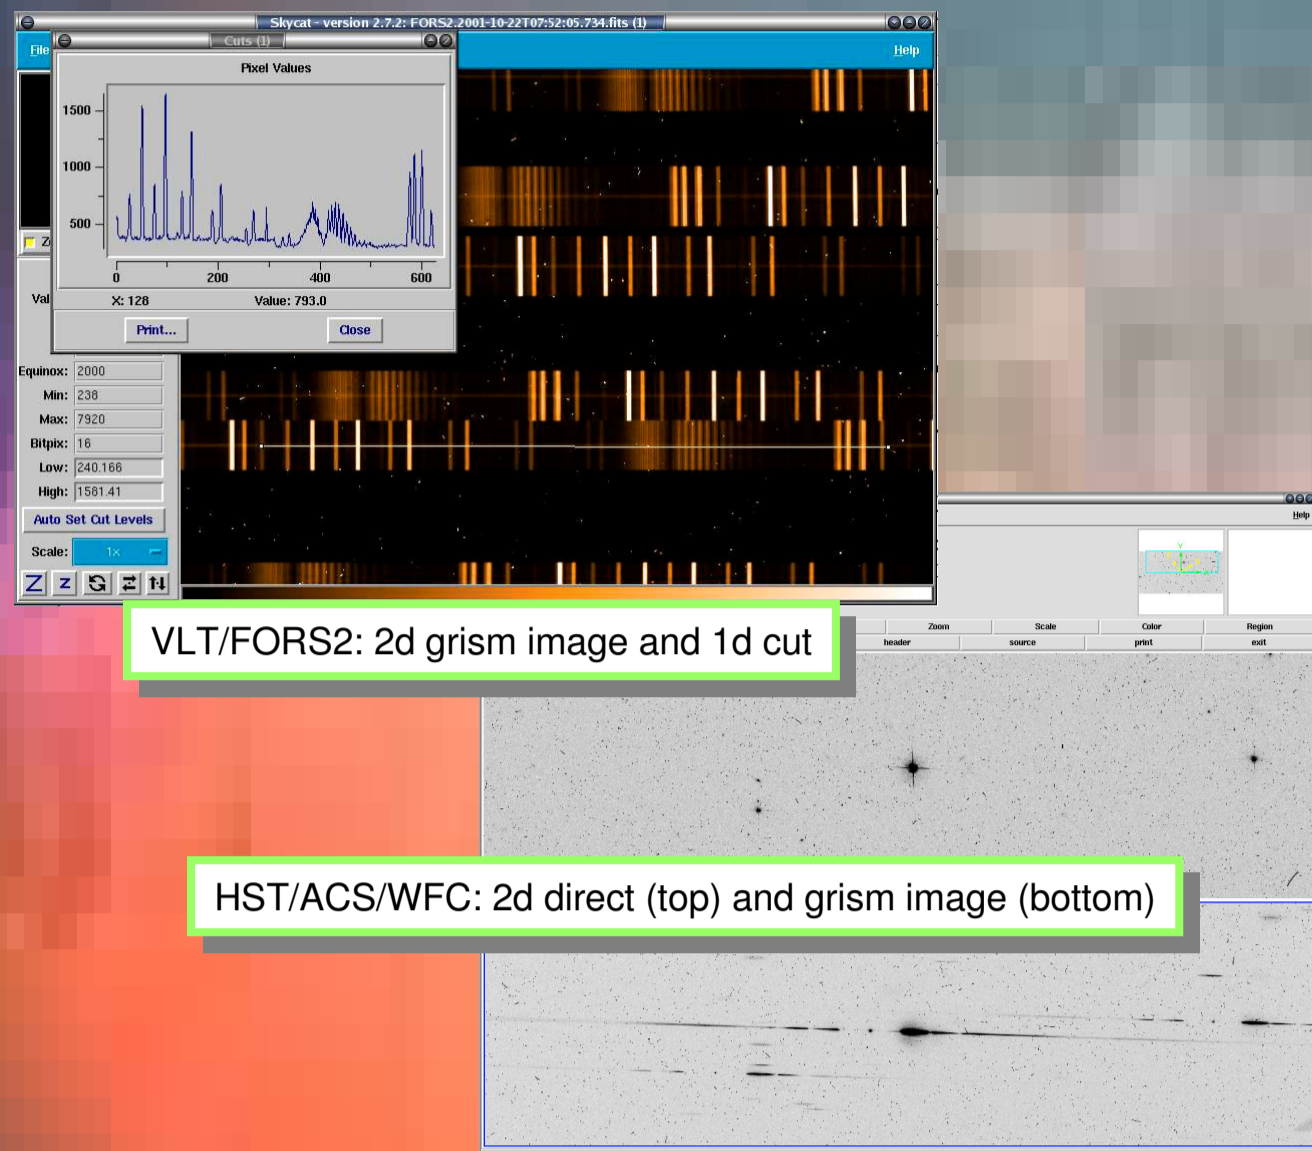 Skycat - version 2.7.2: FORS2.2001-10-22T07:52:05.734.fits (1)
Cuts (1)
File
Help
Pixel Values
1500
1000
500
0 200 400 600
X: 128 Value: 793.0
Print... Close
Z
Val
Equinox: 2000
Min: 238
Max: 7920
Bitpix: 16
Low: 240.166
High: 1581.41
Auto Set Cut Levels
Scale: 1x
Z z
VLT/FORS2: 2d grism image and 1d cut
Help
Y
Zoom Scale Color Region
header source print exit
HST/ACS/WFC: 2d direct (top) and grism image (bottom)